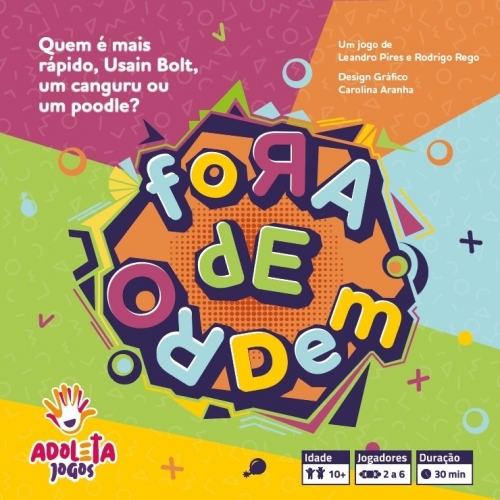 Quem é mais
rápido, Usain Bolt,
um canguru ou
um poodle?
Um jogo de
Leandro Pires e Rodrigo Rego
Design Gráfico
Carolina Aranha
foRA
dE
ORDem
ADOLETA
JOGOS
Idade
10+
Jogadores
2 a 6
Duração
30 min